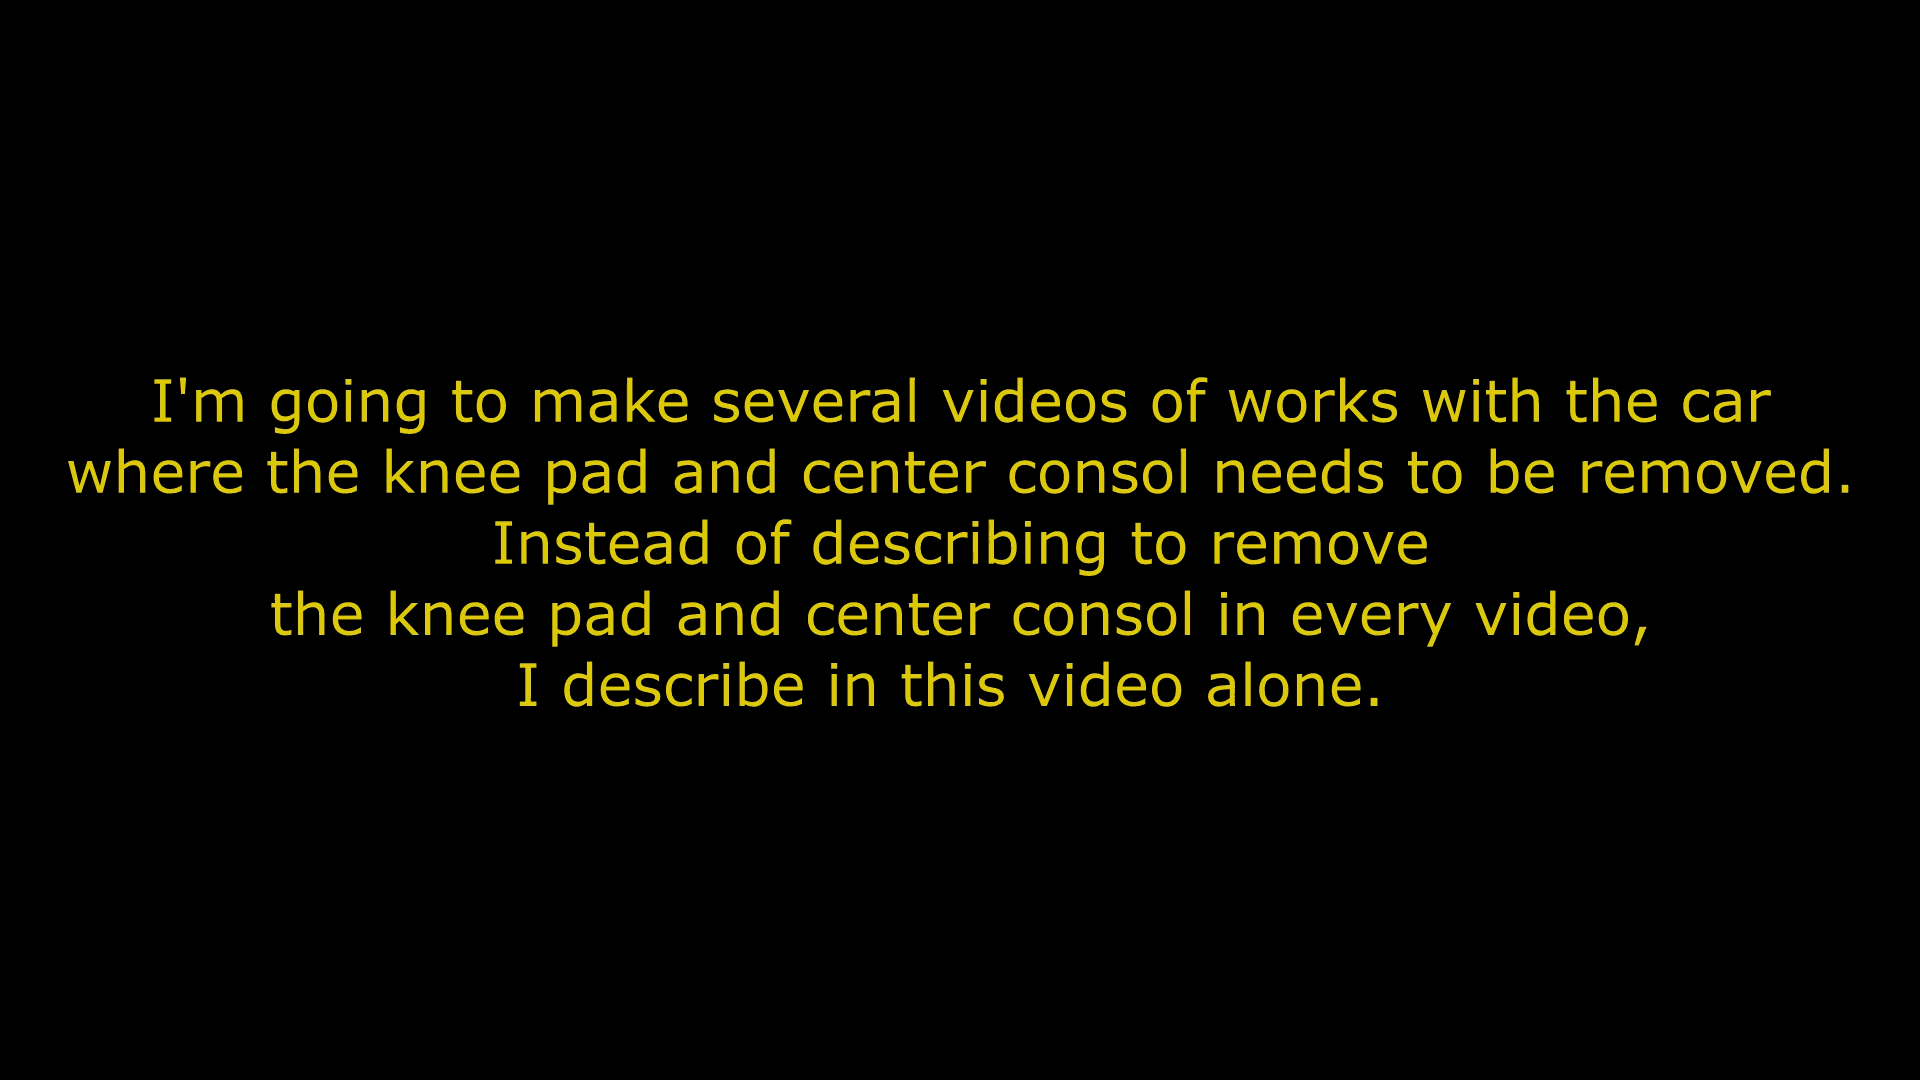 I'm going to make several videos of works with the car
where the knee pad and center consol needs to be removed.
Instead of describing to remove
the knee pad and center consol in every video,
I describe in this video alone.